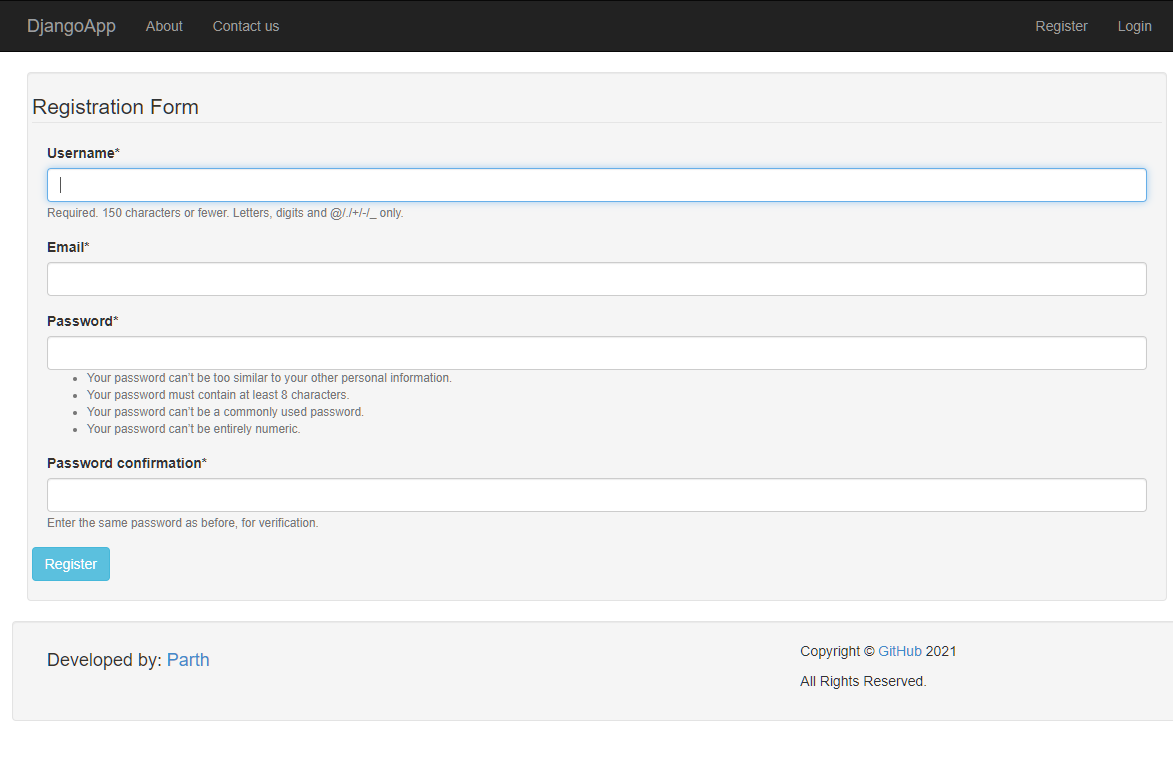 DjangoApp About Contact us Register Login
Registration Form
Username*
Required. 150 characters or fewer. Letters, digits and @/./+/-/_ only.
Email*
Password*
• Your password can't be too similar to your other personal information.
• Your password must contain at least 8 characters.
• Your password can't be a commonly used password.
• Your password can't be entirely numeric.
Password confirmation*
Enter the same password as before, for verification.
Register
Developed by: Parth
Copyright © GitHub 2021
All Rights Reserved.